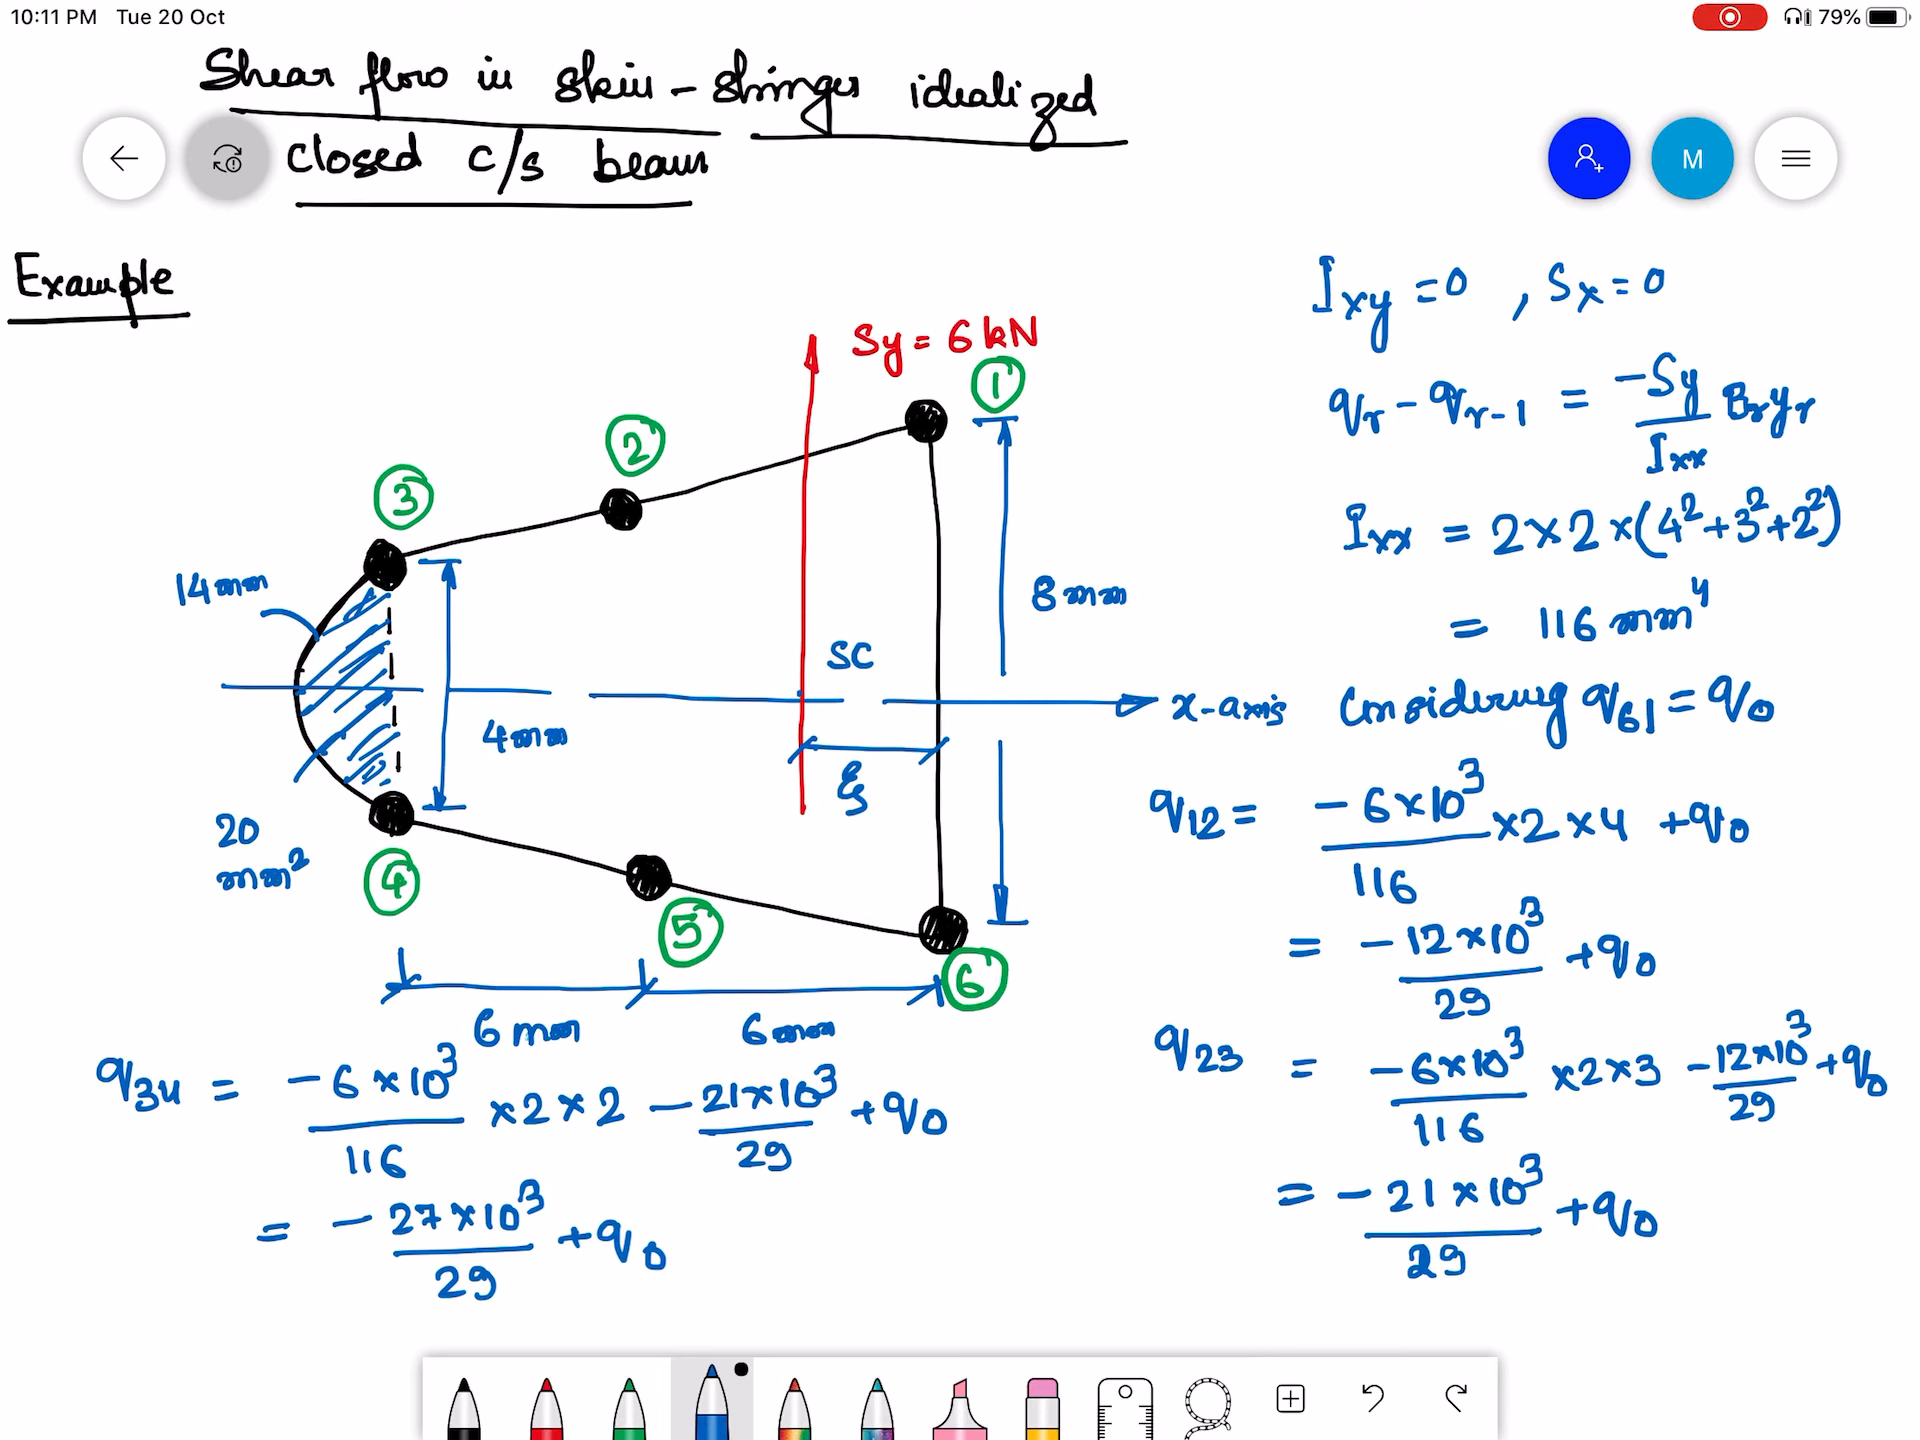 10:11 PM Tue 20 Oct
79%
Shear flow in skin-stringer idealized
closed c/s beam
M
Example
Sy = 6 kN
1
2
3
14 mm
8 mm
SC
4 mm
x-axis
ξ
20
mm²
4
5
6
6 mm
6 mm
q34 = -6×10³/116 ×2×2 - 21×10³/29 + q0
= -27×10³/29 + q0
Ixy = 0 , Sx = 0
qr - qr-1 = -Sy/Ixx Br yr
Ixx = 2×2×(4²+3²+2²)
= 116 mm⁴
Considering q61 = q0
q12 = -6×10³/116 ×2×4 + q0
= -12×10³/29 + q0
q23 = -6×10³/116 ×2×3 - 12×10³/29 + q0
= -21×10³/29 + q0